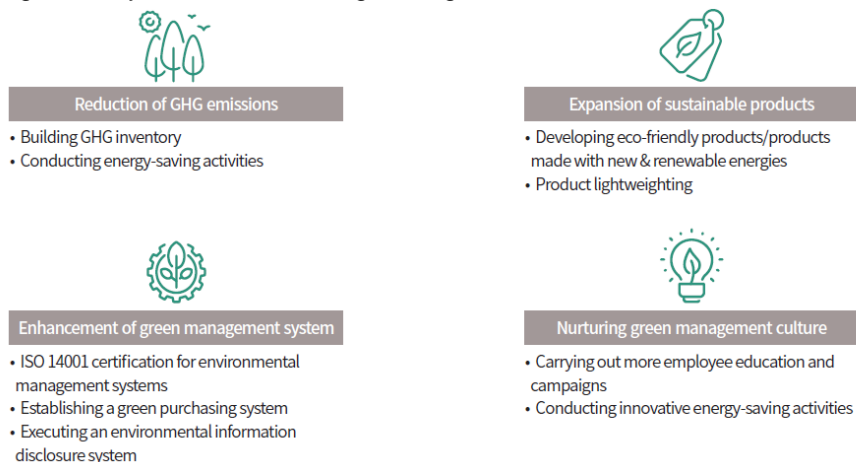 Reduction of GHG emissions
• Building GHG inventory
• Conducting energy-saving activities
Expansion of sustainable products
• Developing eco-friendly products/products
made with new & renewable energies
• Product lightweighting
Enhancement of green management system
• ISO 14001 certification for environmental
management systems
• Establishing a green purchasing system
• Executing an environmental information
disclosure system
Nurturing green management culture
• Carrying out more employee education and
campaigns
• Conducting innovative energy-saving activities